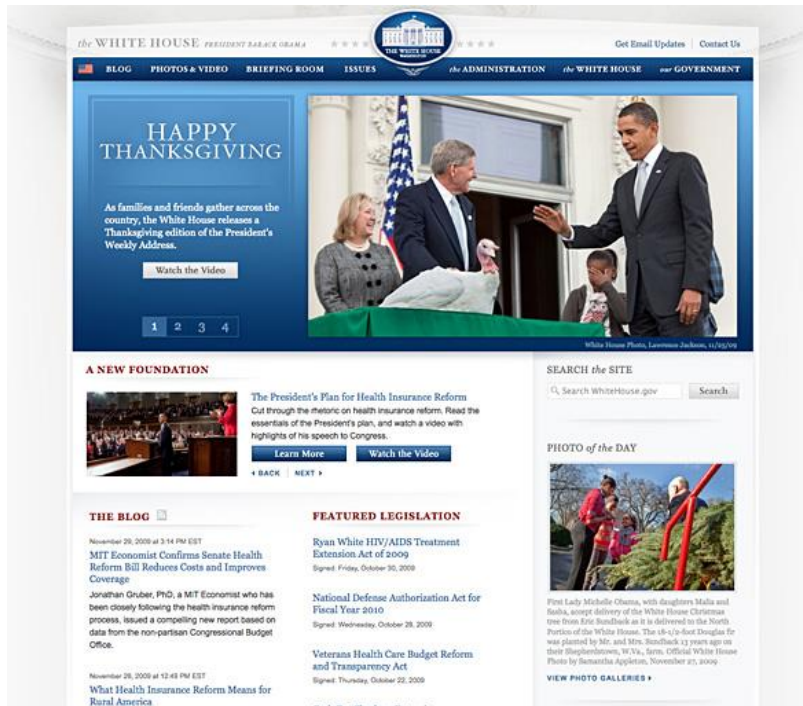 the WHITE HOUSE PRESIDENT BARACK OBAMA
THE WHITE HOUSE
WASHINGTON
Get Email Updates
Contact Us
BLOG
PHOTOS & VIDEO
BRIEFING ROOM
ISSUES
the ADMINISTRATION
the WHITE HOUSE
our GOVERNMENT
HAPPY
THANKSGIVING
As families and friends gather across the
country, the White House releases a
Thanksgiving edition of the President's
Weekly Address.
Watch the Video
1 2 3 4
White House Photo, Lawrence Jackson, 11/25/09
A NEW FOUNDATION
The President's Plan for Health Insurance Reform
Cut through the rhetoric on health insurance reform. Read the
essentials of the President's plan, and watch a video with
highlights of his speech to Congress.
Learn More
Watch the Video
BACK
NEXT
THE BLOG
November 29, 2009 at 3:14 PM EST
MIT Economist Confirms Senate Health
Reform Bill Reduces Costs and Improves
Coverage
Jonathan Gruber, PhD, a MIT Economist who has
been closely following the health insurance reform
process, issued a compelling new report based on
data from the non-partisan Congressional Budget
Office.
November 29, 2009 at 12:48 PM EST
What Health Insurance Reform Means for
Rural America
FEATURED LEGISLATION
Ryan White HIV/AIDS Treatment
Extension Act of 2009
Signed: Friday, October 30, 2009
National Defense Authorization Act for
Fiscal Year 2010
Signed: Wednesday, October 28, 2009
Veterans Health Care Budget Reform
and Transparency Act
Signed: Thursday, October 22, 2009
SEARCH the SITE
Search WhiteHouse.gov
Search
PHOTO of the DAY
First Lady Michelle Obama, with daughters Malia and
Sasha, accept delivery of the White House Christmas
tree from Eric Sundback as it is delivered to the North
Portion of the White House. The 18-1/2-foot Douglas fir
was planted by Mr. and Mrs. Sundback 13 years ago on
their Shepherdstown, W.Va., farm. Official White House
Photo by Samantha Appleton, November 27, 2009
VIEW PHOTO GALLERIES